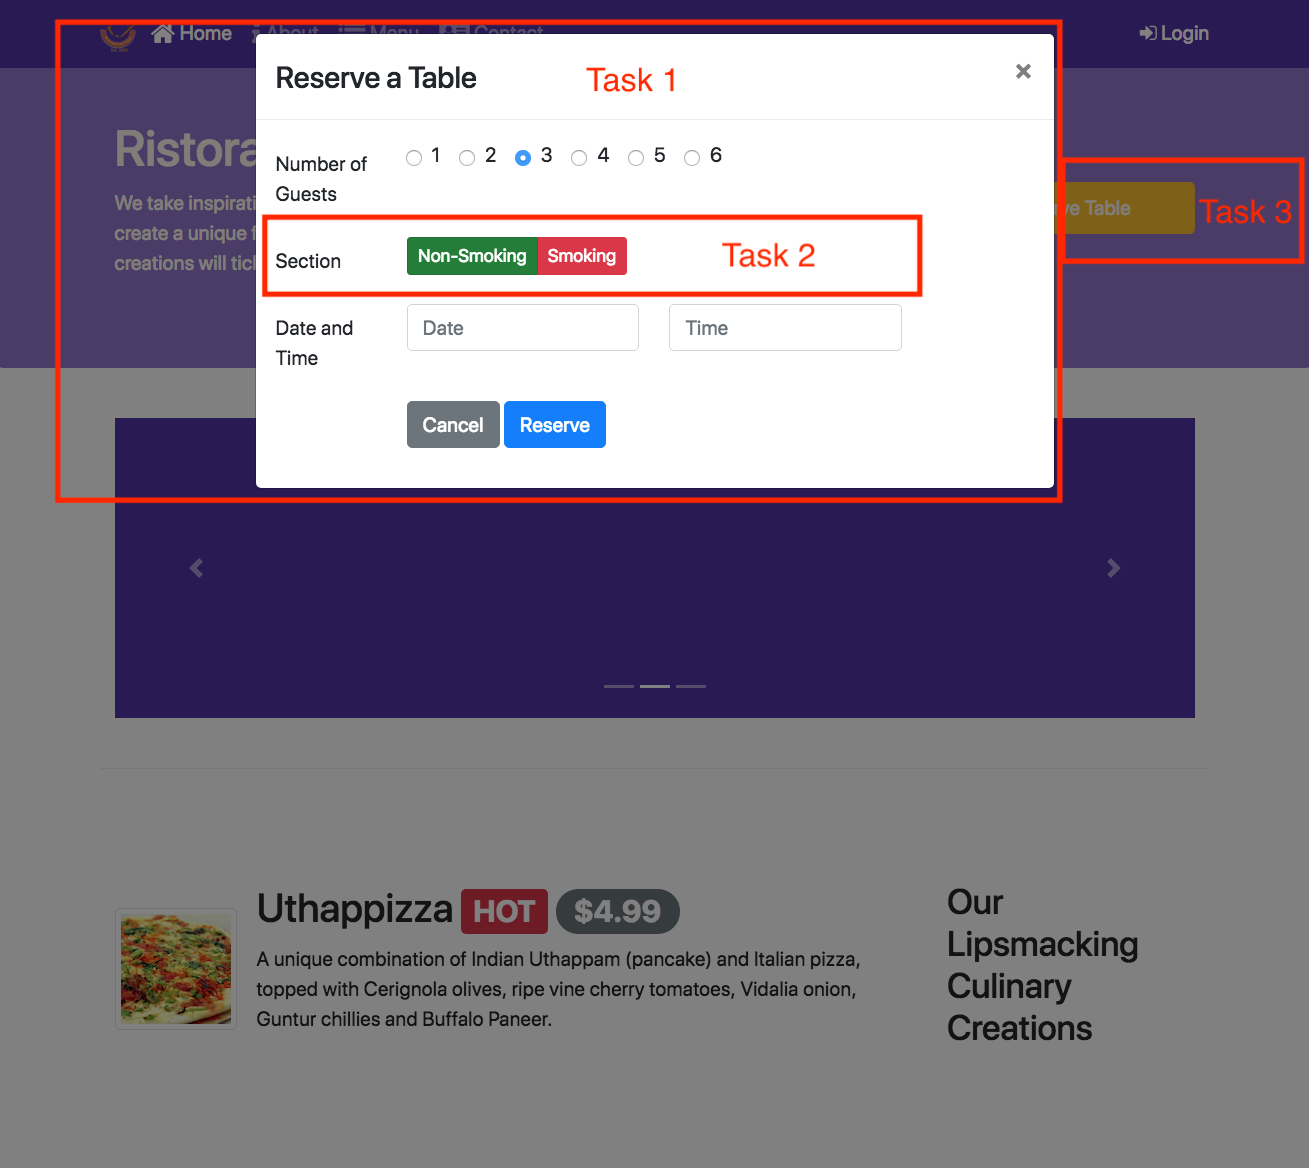 Home About Menu Contact Login
Reserve a Table Task 1 ×
Number of Guests 1 2 3 4 5 6
Section Non-Smoking Smoking Task 2
Date and Time Date Time
Cancel Reserve
Ristora
We take inspirati
create a unique f
creations will tick
ve Table Task 3
Uthappizza HOT $4.99
A unique combination of Indian Uthappam (pancake) and Italian pizza,
topped with Cerignola olives, ripe vine cherry tomatoes, Vidalia onion,
Guntur chillies and Buffalo Paneer.
Our
Lipsmacking
Culinary
Creations